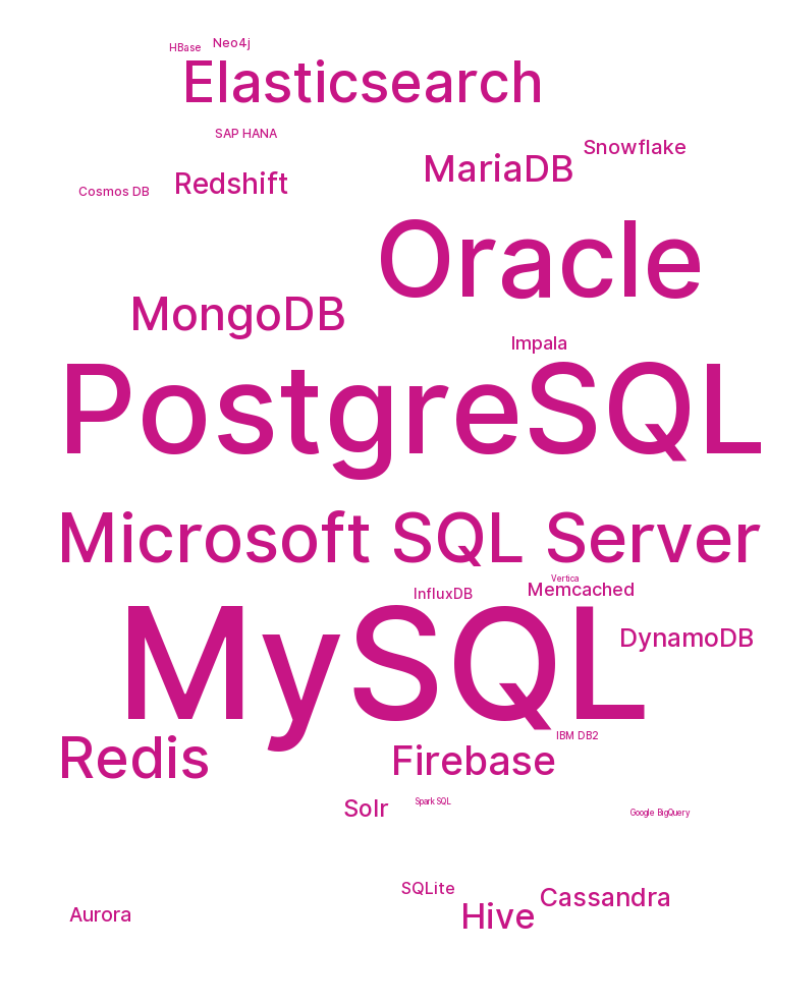 Neo4j
HBase
Elasticsearch
SAP HANA
Snowflake
MariaDB
Redshift
Cosmos DB
Oracle
MongoDB
Impala
PostgreSQL
Microsoft SQL Server
Vertica
Memcached
InfluxDB
DynamoDB
MySQL
IBM DB2
Redis
Firebase
Spark SQL
Solr
Google BigQuery
SQLite
Cassandra
Hive
Aurora